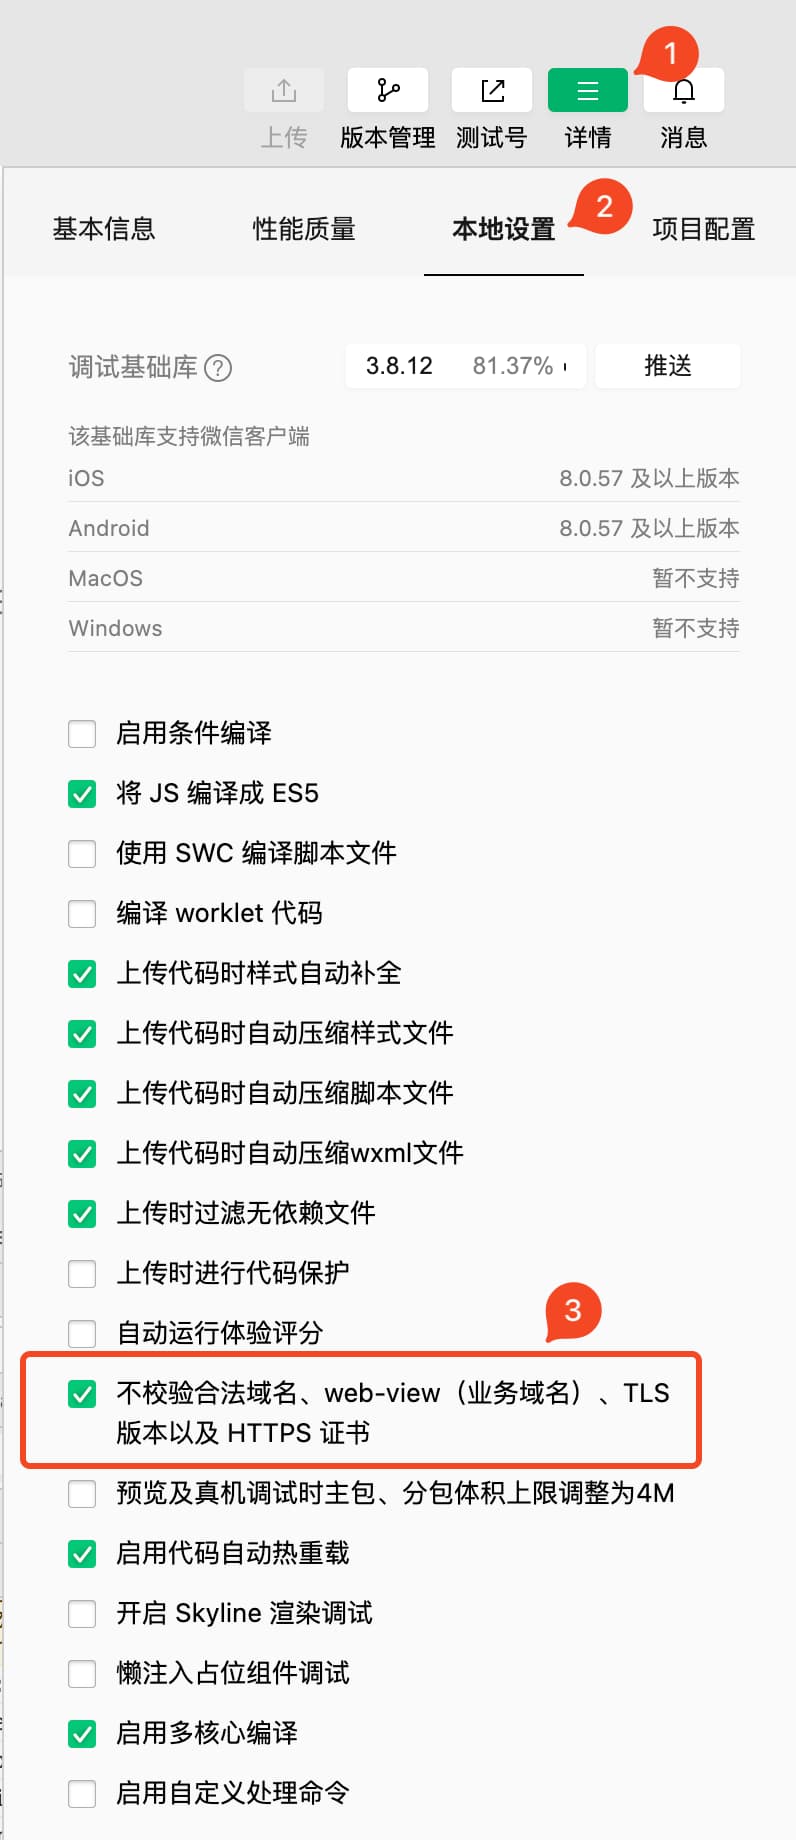 1
上传 版本管理 测试号 详情 消息
基本信息 性能质量 本地设置 2 项目配置
调试基础库 ? 3.8.12 81.37% 推送
该基础库支持微信客户端
iOS 8.0.57 及以上版本
Android 8.0.57 及以上版本
MacOS 暂不支持
Windows 暂不支持
启用条件编译
将 JS 编译成 ES5
使用 SWC 编译脚本文件
编译 worklet 代码
上传代码时样式自动补全
上传代码时自动压缩样式文件
上传代码时自动压缩脚本文件
上传代码时自动压缩wxml文件
上传时过滤无依赖文件
上传时进行代码保护
3
自动运行体验评分
不校验合法域名、web-view（业务域名）、TLS
版本以及 HTTPS 证书
预览及真机调试时主包、分包体积上限调整为4M
启用代码自动热重载
开启 Skyline 渲染调试
懒注入占位组件调试
启用多核心编译
启用自定义处理命令